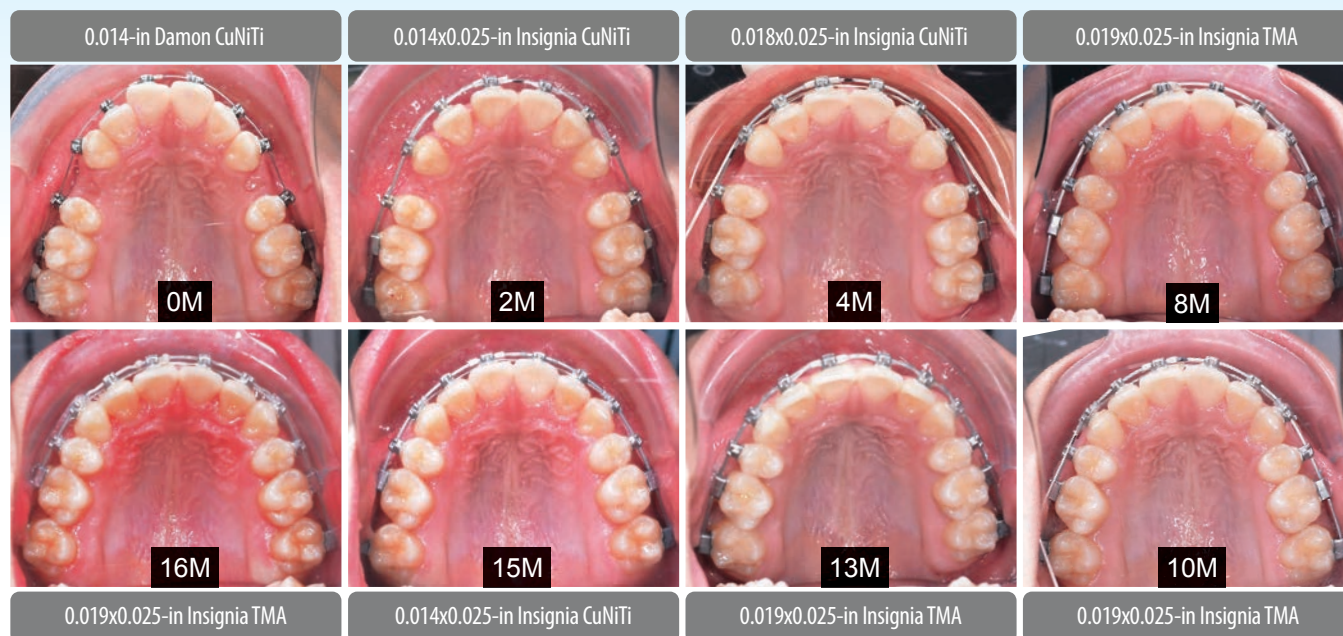 0.014-in Damon CuNiTi
0.014x0.025-in Insignia CuNiTi
0.018x0.025-in Insignia CuNiTi
0.019x0.025-in Insignia TMA
0M
2M
4M
8M
16M
15M
13M
10M
0.019x0.025-in Insignia TMA
0.014x0.025-in Insignia CuNiTi
0.019x0.025-in Insignia TMA
0.019x0.025-in Insignia TMA